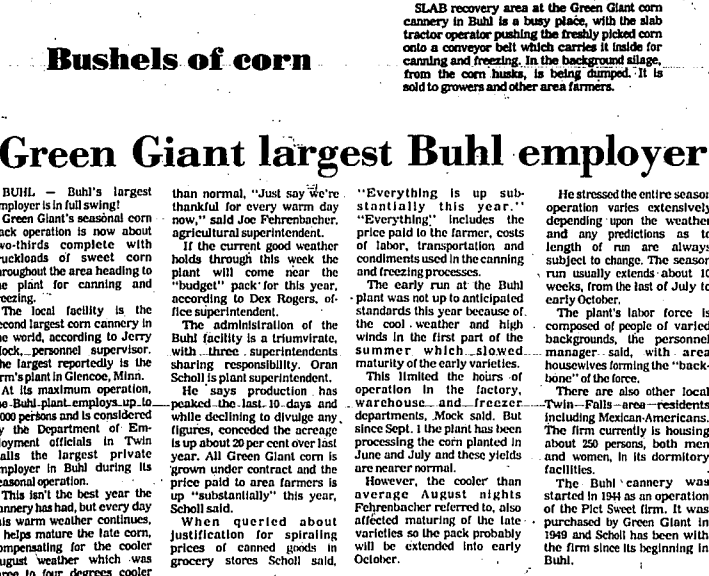 SLAB recovery area at the Green Giant corn
cannery in Buhl is a busy place, with the slab
tractor operator pushing the freshly picked corn
onto a conveyor belt which carries it inside for
canning and freezing. In the background silage,
from the corn husks, is being dumped. It is
sold to growers and other area farmers.
Bushels of corn
Green Giant largest Buhl employer
BUHL — Buhl's largest
mployer is in full swing!
Green Giant's seasonal corn
ack operation is now about
wo-thirds complete with
ruckloads of sweet corn
hroughout the area heading to
e plant for canning and
eezing.
The local facility is the
econd largest corn cannery in
he world, according to Jerry
ock, personnel supervisor.
he largest reportedly is the
rm's plant in Glencoe, Minn.
At its maximum operation,
he Buhl plant employs up to
000 persons and is considered
y the Department of Em-
loyment officials in Twin
alls the largest private
mployer in Buhl during its
easonal operation.
This isn't the best year the
annery has had, but every day
is warm weather continues,
helps mature the late corn,
ompensating for the cooler
ugust weather which was
ree to four degrees cooler
than normal, "Just say we're
thankful for every warm day
now," said Joe Fehrenbacher,
agricultural superintendent.
If the current good weather
holds through this week the
plant will come near the
"budget" pack for this year,
according to Dex Rogers, of-
fice superintendent.
The administration of the
Buhl facility is a triumvirate,
with three superintendents
sharing responsibility. Oran
Scholl is plant superintendent.
He says production has
peaked the last 10 days and
while declining to divulge any
figures, conceded the acreage
is up about 20 per cent over last
year. All Green Giant corn is
grown under contract and the
price paid to area farmers is
up "substantially" this year,
Scholl said.
When queried about
justification for spiraling
prices of canned goods in
grocery stores Scholl said,
"Everything is up sub-
stantially this year."
"Everything" includes the
price paid to the farmer, costs
of labor, transportation and
condiments used in the canning
and freezing processes.
The early run at the Buhl
plant was not up to anticipated
standards this year because of
the cool weather and high
winds in the first part of the
summer which slowed
maturity of the early varieties.
This limited the hours of
operation in the factory,
warehouse and freezer
departments, Mock said. But
since Sept. 1 the plant has been
processing the corn planted in
June and July and these yields
are nearer normal.
However, the cooler than
average August nights
Fehrenbacher referred to, also
affected maturing of the late
varieties so the pack probably
will be extended into early
October.
He stressed the entire season
operation varies extensively
depending upon the weather
and any predictions as to
length of run are always
subject to change. The season
run usually extends about 10
weeks, from the last of July to
early October.
The plant's labor force is
composed of people of varied
backgrounds, the personnel
manager said, with area
housewives forming the "back-
bone" of the force.
There are also other local
Twin Falls area residents
including Mexican-Americans.
The firm currently is housing
about 250 persons, both men
and women, in its dormitory
facilities.
The Buhl cannery was
started in 1944 as an operation
of the Pict Sweet firm. It was
purchased by Green Giant in
1949 and Scholl has been with
the firm since its beginning in
Buhl.